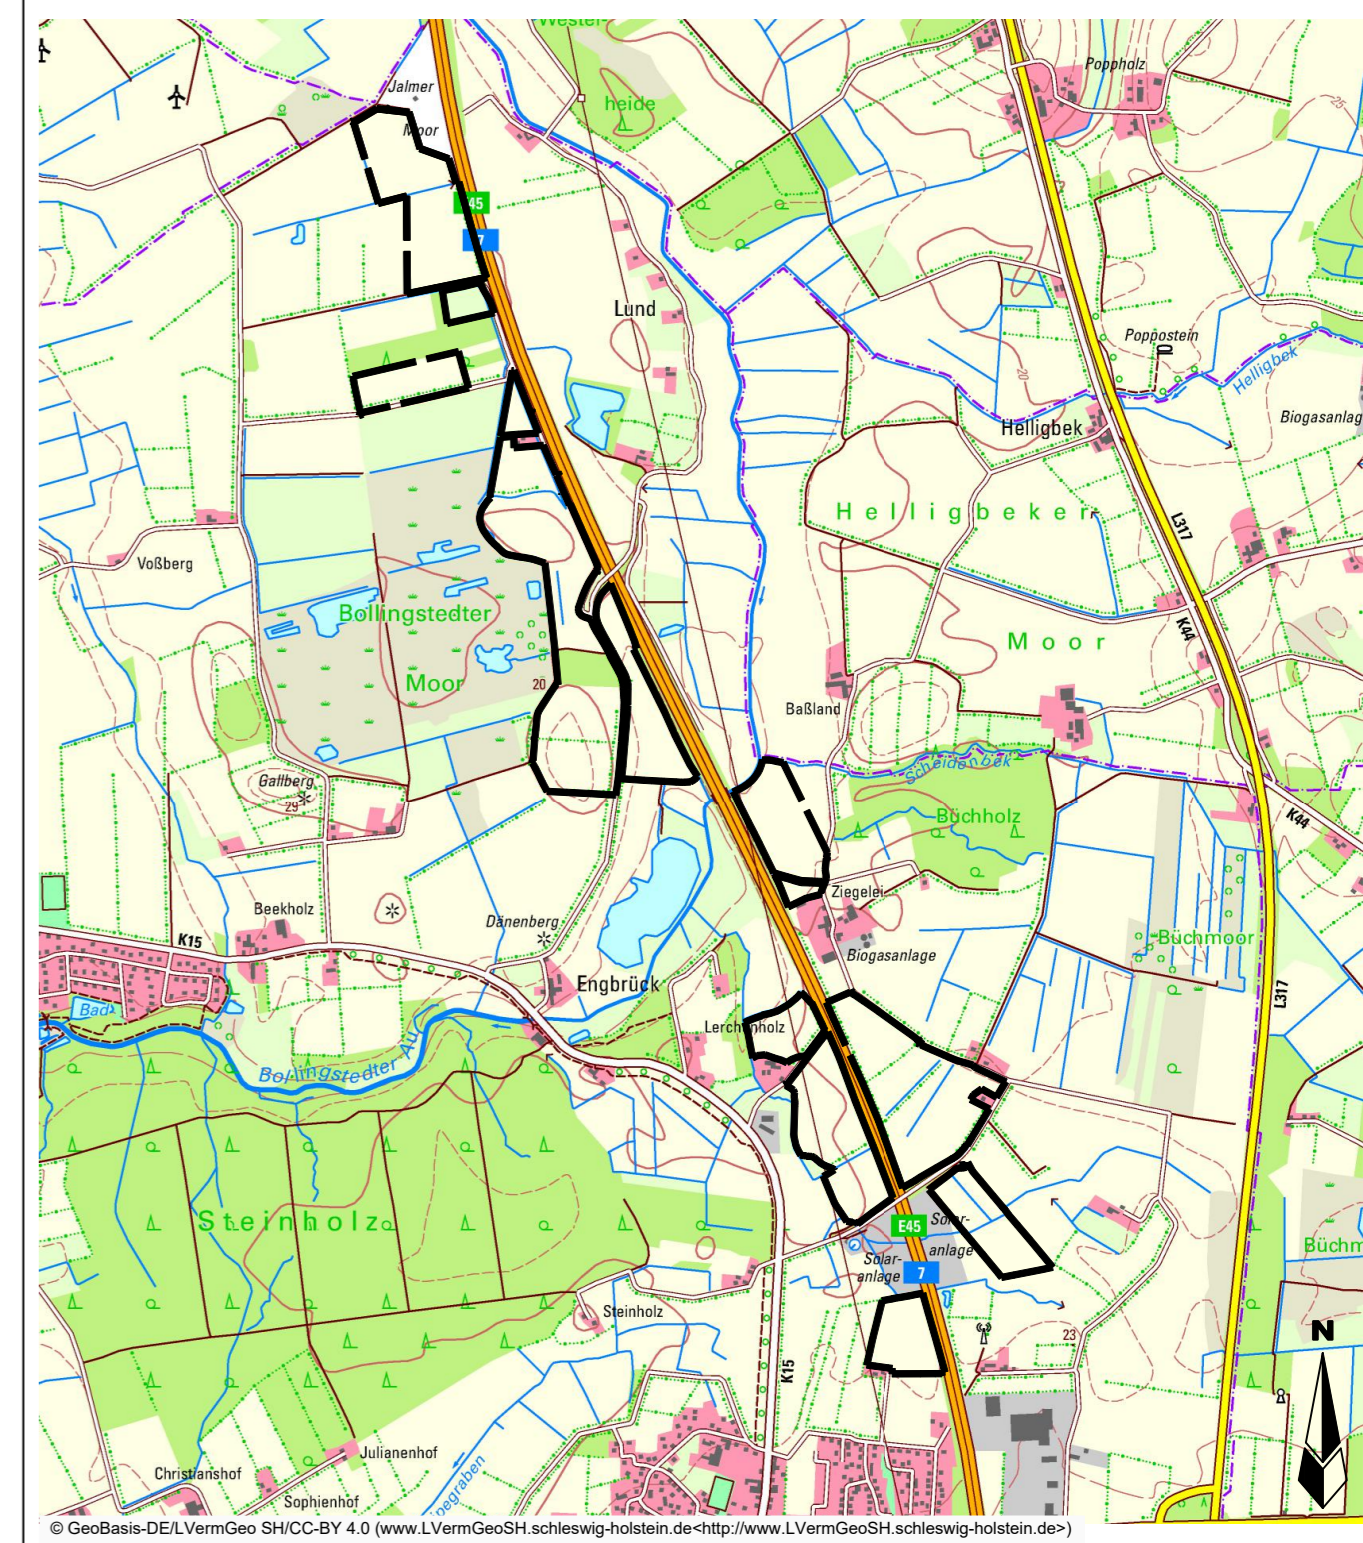 Wester-
heide
Poppholz
25
Jalmer
Moor
E45
7
Lund
Poppostein
Helligbek
20
Biogasanlag
Helligbek
Helligbeker
L317
Voßberg
Bollingstedter
Moor
K44
Moor
20
Baßland
Scheidenbek
Gallberg
29
Büchholz
K44
Ziegelei
Beekholz
Dänenberg
K15
Büchmoor
Biogasanlage
Engbrück
L317
Bad
Lerchenholz
Bollingstedter Au
Steinholz
E45
Solar-
anlage
Solar-
anlage
7
Büchm
Steinholz
23
N
K15
Julianenhof
Christianshof
Sophienhof
pegraben
© GeoBasis-DE/LVermGeo SH/CC-BY 4.0 (www.LVermGeoSH.schleswig-holstein.de<http://www.LVermGeoSH.schleswig-holstein.de>)